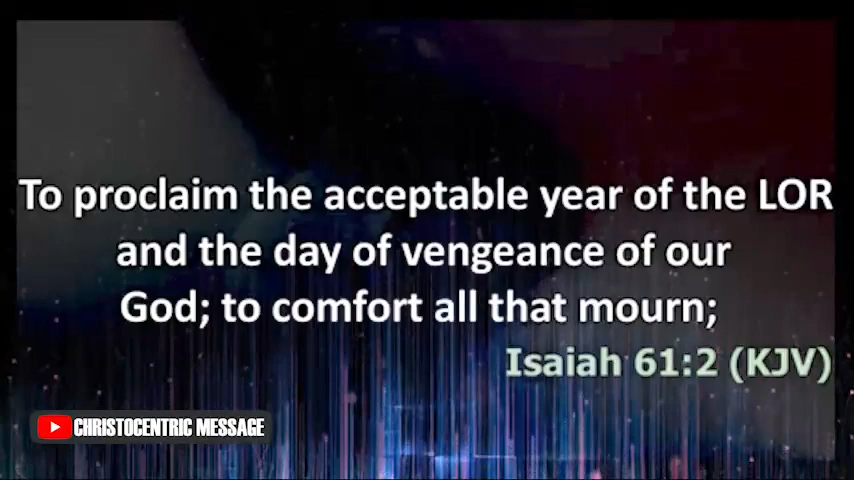 To proclaim the acceptable year of the LOR
and the day of vengeance of our
God; to comfort all that mourn;
Isaiah 61:2 (KJV)
CHRISTOCENTRIC MESSAGE